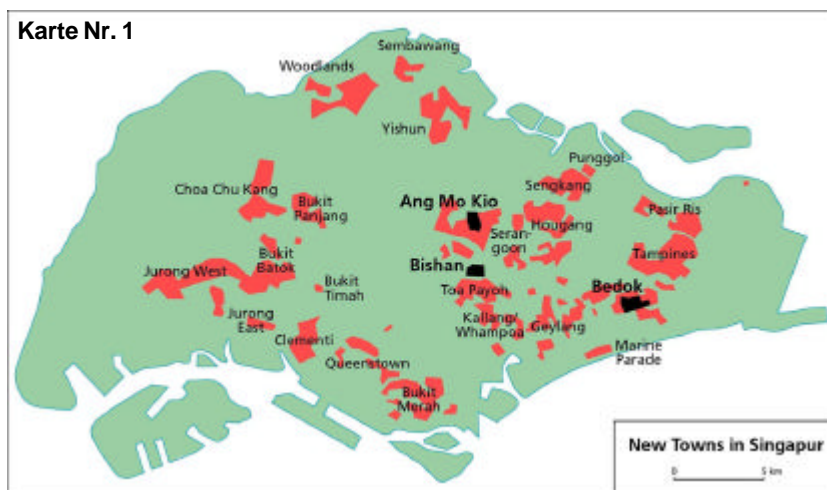 Karte Nr. 1
Sembawang
Woodlands
Yishun
Punggol
Choa Chu Kang
Sengkang
Bukit
Panjang
Ang Mo Kio
Pasir Ris
Hougang
Seran-
goon
Bukit
Batok
Tampines
Jurong West
Bishan
Bukit
Timah
Toa Payoh
Bedok
Jurong
East
Kallang/
Whampoa
Geylang
Clementi
Marine
Parade
Queenstown
Bukit
Merah
New Towns in Singapur
0 5 km